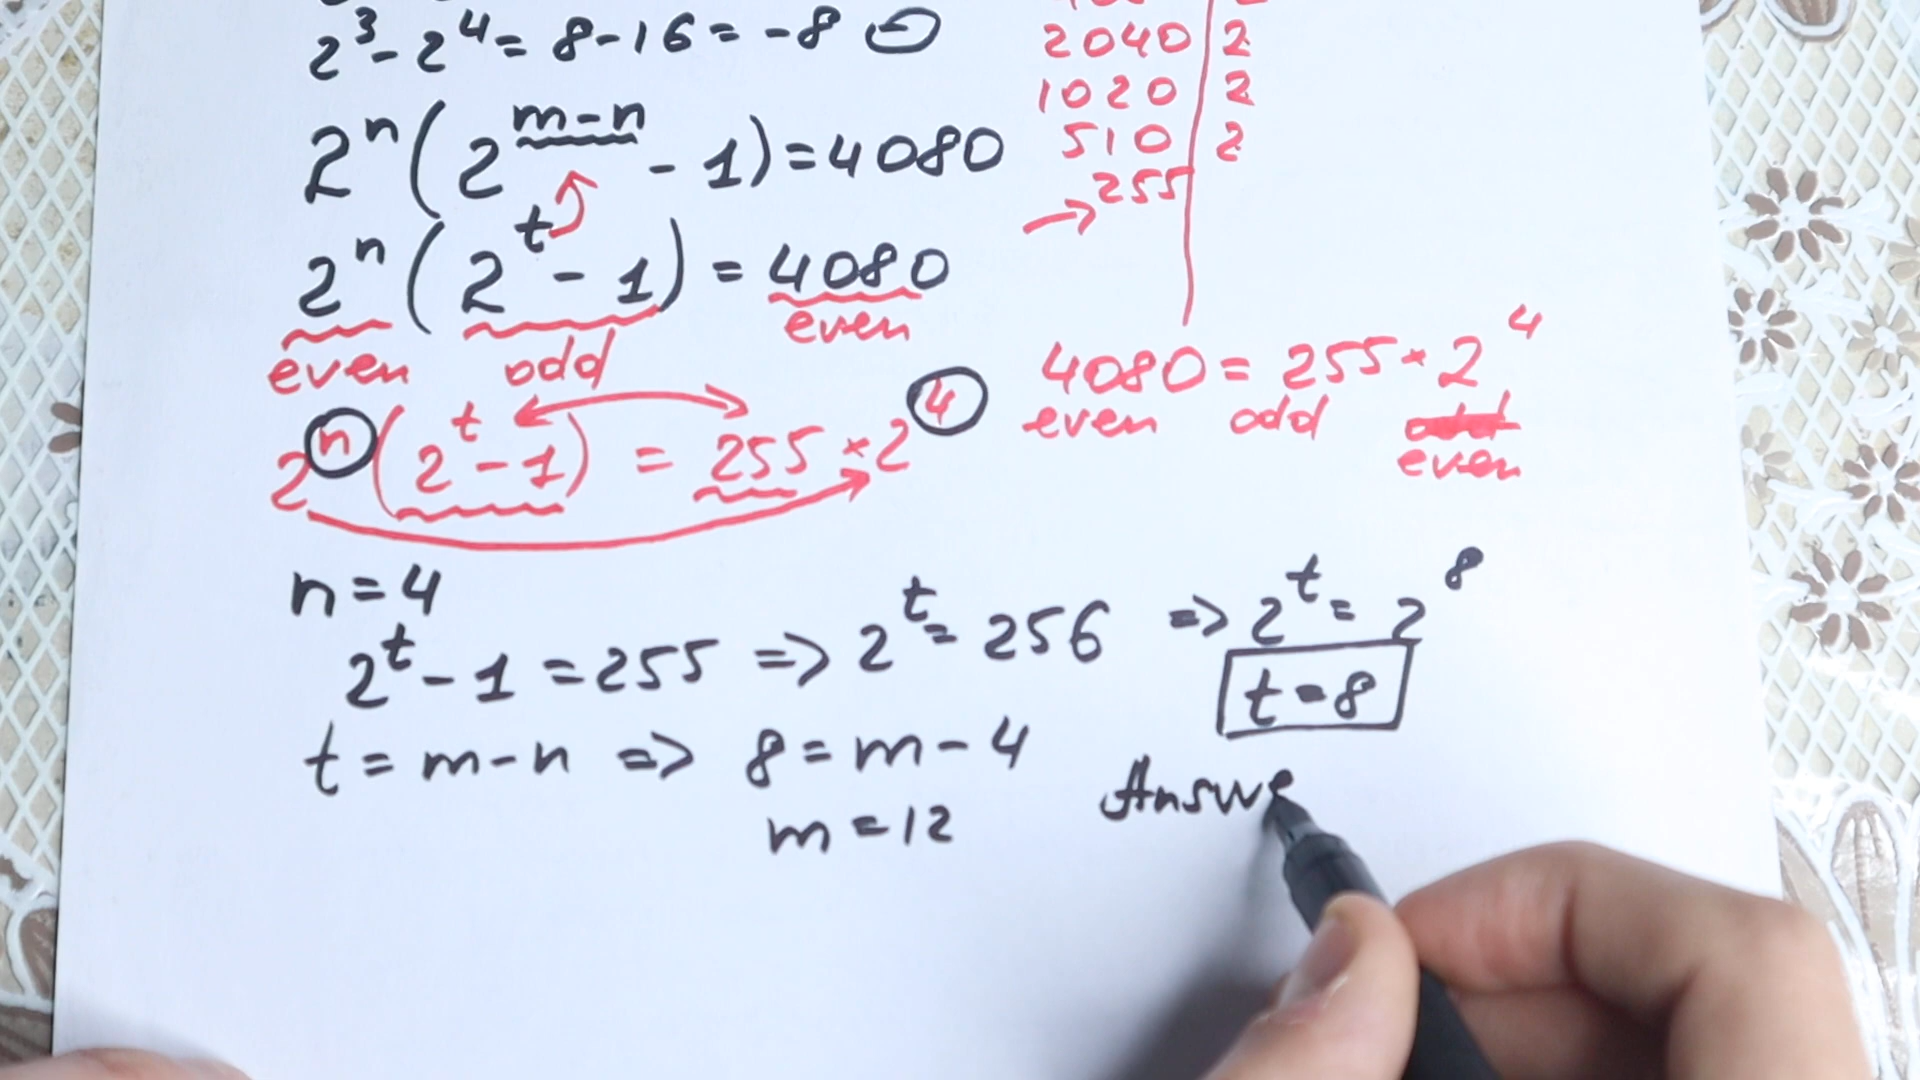 2³ - 2⁴ = 8 - 16 = -8 ⊖
2ⁿ(2ᵐ⁻ⁿ - 1) = 4080
2ⁿ(2ᵗ - 1) = 4080
even odd even
2ⁿ(2ᵗ - 1) = 255 * 2⁴
2040 | 2
1020 | 2
510 | 2
→ 255
4080 = 255 * 2⁴
even odd
even
n = 4
2ᵗ - 1 = 255 => 2ᵗ = 256 => 2ᵗ = 2⁸
t = 8
t = m - n => 8 = m - 4
m = 12
Answe